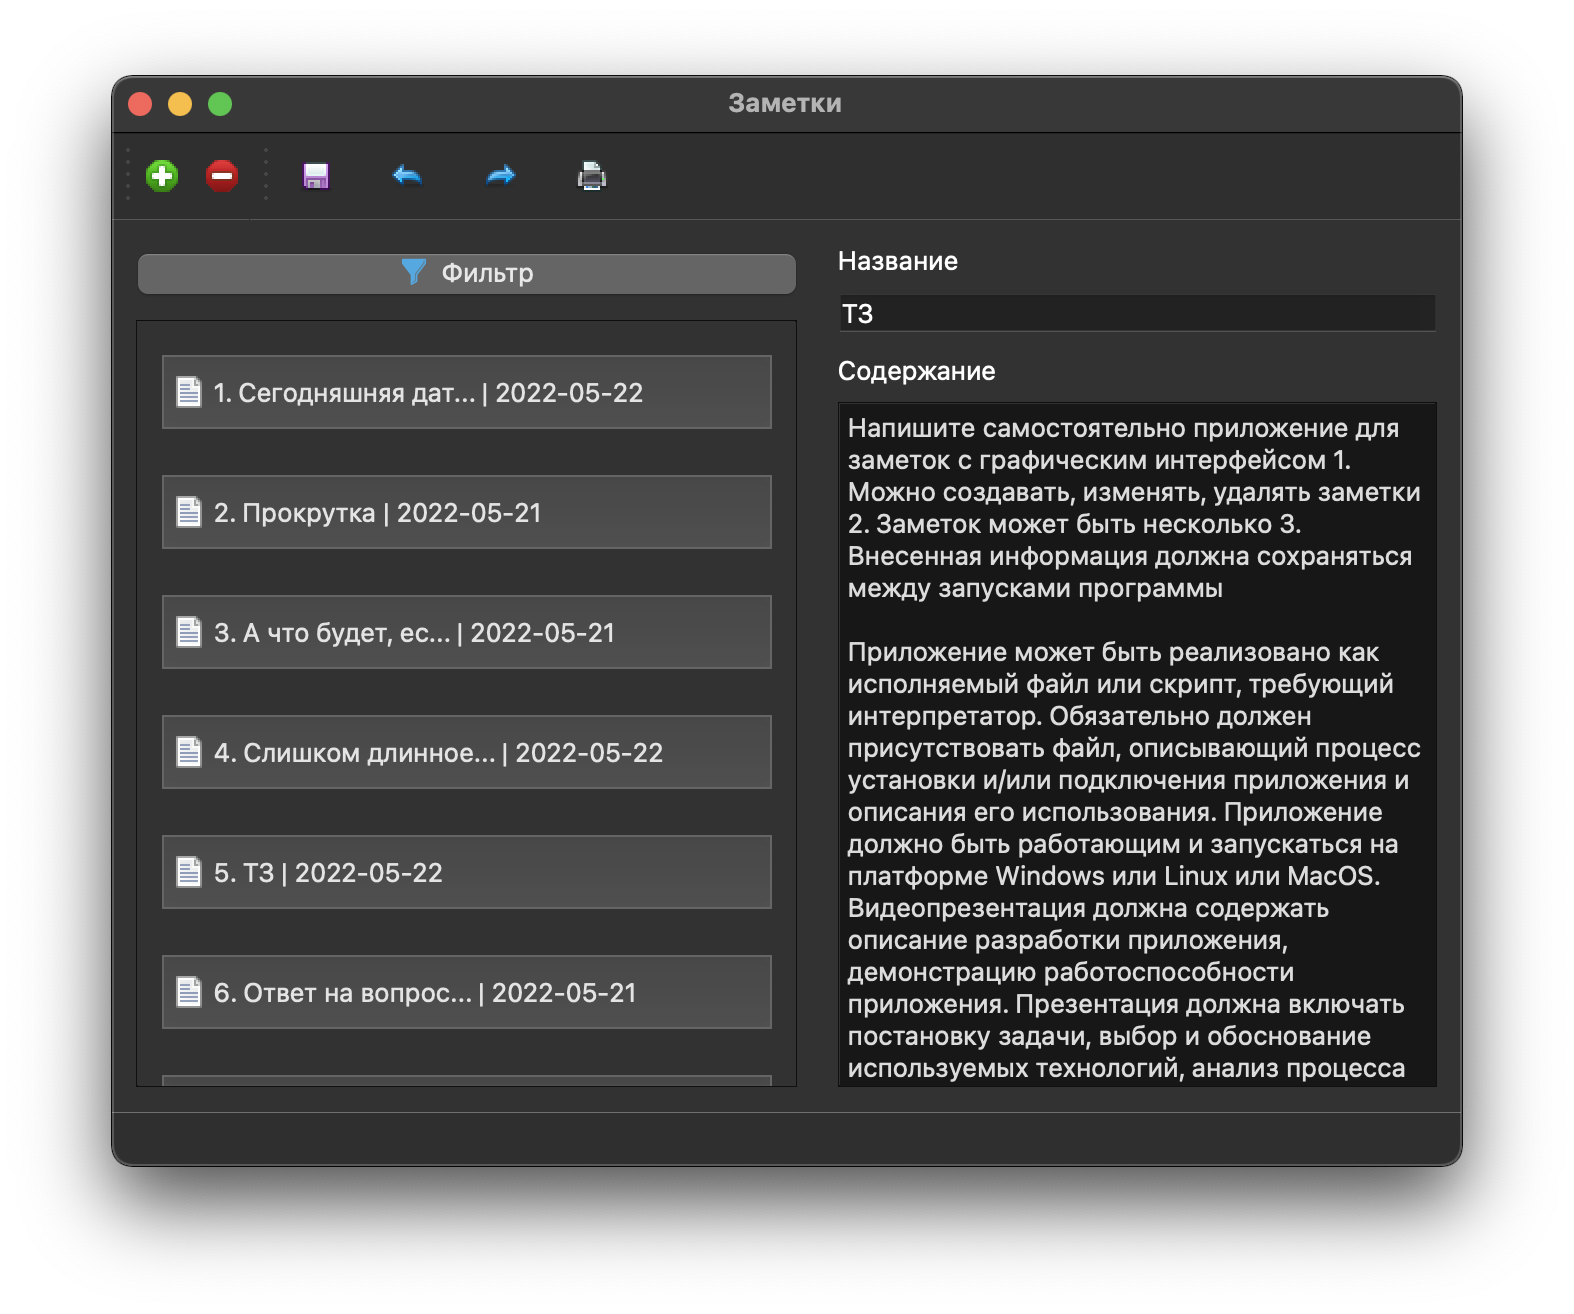 Заметки
Фильтр
1. Сегодняшняя дат... | 2022-05-22
2. Прокрутка | 2022-05-21
3. А что будет, ес... | 2022-05-21
4. Слишком длинное... | 2022-05-22
5. ТЗ | 2022-05-22
6. Ответ на вопрос... | 2022-05-21
Название
ТЗ
Содержание
Напишите самостоятельно приложение для
заметок с графическим интерфейсом 1.
Можно создавать, изменять, удалять заметки
2. Заметок может быть несколько 3.
Внесенная информация должна сохраняться
между запусками программы
Приложение может быть реализовано как
исполняемый файл или скрипт, требующий
интерпретатор. Обязательно должен
присутствовать файл, описывающий процесс
установки и/или подключения приложения и
описания его использования. Приложение
должно быть работающим и запускаться на
платформе Windows или Linux или MacOS.
Видеопрезентация должна содержать
описание разработки приложения,
демонстрацию работоспособности
приложения. Презентация должна включать
постановку задачи, выбор и обоснование
используемых технологий, анализ процесса